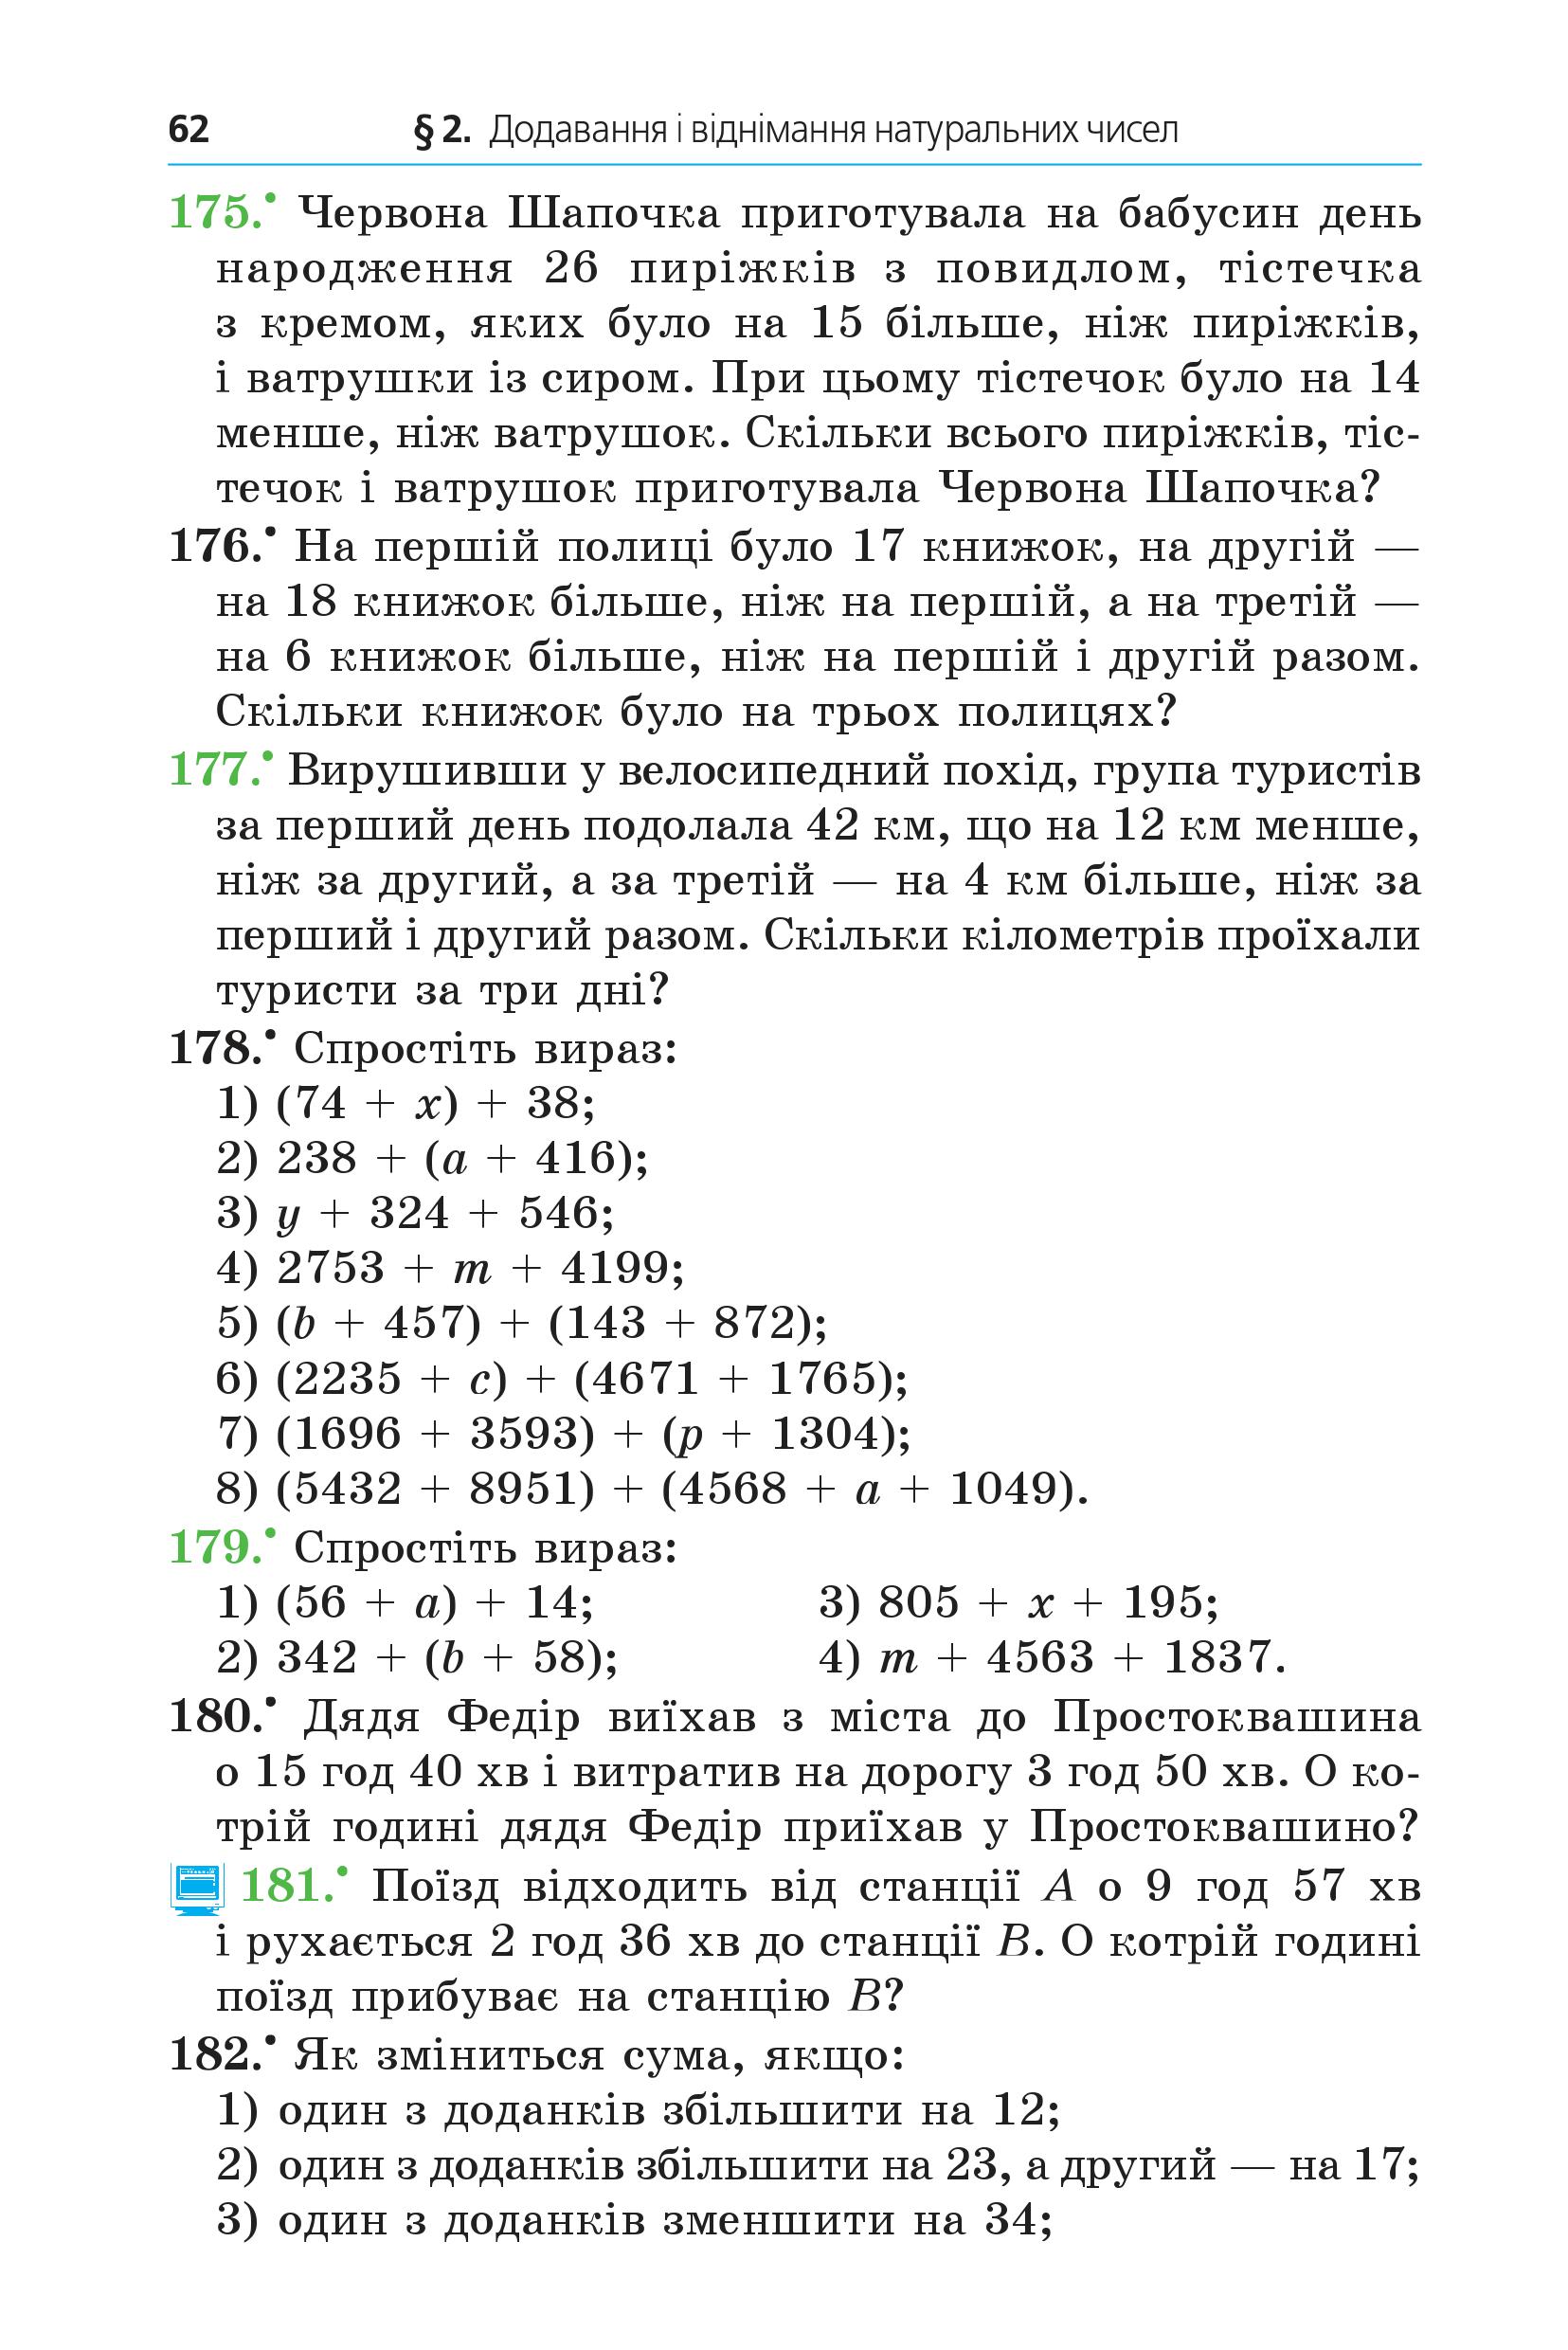 62 § 2. Додавання і віднімання натуральних чисел
175.• Червона Шапочка приготувала на бабусин день
народження 26 пиріжків з повидлом, тістечка
з кремом, яких було на 15 більше, ніж пиріжків,
і ватрушки із сиром. При цьому тістечок було на 14
менше, ніж ватрушок. Скільки всього пиріжків, тіс-
течок і ватрушок приготувала Червона Шапочка?
176.• На першій полиці було 17 книжок, на другій —
на 18 книжок більше, ніж на першій, а на третій —
на 6 книжок більше, ніж на першій і другій разом.
Скільки книжок було на трьох полицях?
177.• Вирушивши у велосипедний похід, група туристів
за перший день подолала 42 км, що на 12 км менше,
ніж за другий, а за третій — на 4 км більше, ніж за
перший і другий разом. Скільки кілометрів проїхали
туристи за три дні?
178.• Спростіть вираз:
1) (74 + x) + 38;
2) 238 + (a + 416);
3) y + 324 + 546;
4) 2753 + m + 4199;
5) (b + 457) + (143 + 872);
6) (2235 + c) + (4671 + 1765);
7) (1696 + 3593) + (p + 1304);
8) (5432 + 8951) + (4568 + a + 1049).
179.• Спростіть вираз:
1) (56 + a) + 14; 3) 805 + x + 195;
2) 342 + (b + 58); 4) m + 4563 + 1837.
180.• Дядя Федір виїхав з міста до Простоквашина
о 15 год 40 хв і витратив на дорогу 3 год 50 хв. О ко-
трій годині дядя Федір приїхав у Простоквашино?
181.• Поїзд відходить від станції A о 9 год 57 хв
і рухається 2 год 36 хв до станції B. О котрій годині
поїзд прибуває на станцію B?
182.• Як зміниться сума, якщо:
1) один з доданків збільшити на 12;
2) один з доданків збільшити на 23, а другий — на 17;
3) один з доданків зменшити на 34;